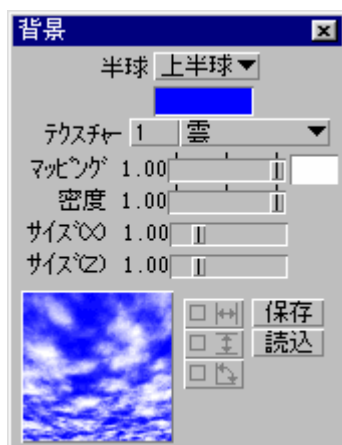 背景
半球 上半球
テクスチャー 1 雲
マッピング 1.00
密度 1.00
サイズ(X) 1.00
サイズ(Z) 1.00
保存
読込